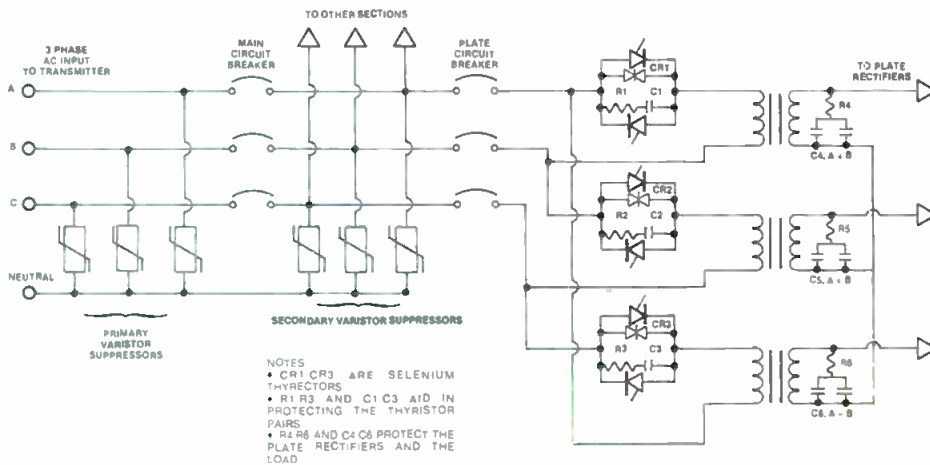 TO OTHER SECTIONS
3 PHASE
AC INPUT
TO TRANSMITTER
MAIN
CIRCUIT
BREAKER
PLATE
CIRCUIT
BREAKER
TO PLATE
RECTIFIERS
A
B
C
NEUTRAL
CR1
R1 C1
CR2
R2 C2
CR3
R3 C3
R4
C4, A + B
R5
C5, A + B
R6
C6, A + B
PRIMARY
VARISTOR
SUPPRESSORS
SECONDARY VARISTOR SUPPRESSORS
NOTES
• CR1 CR3 ARE SELENIUM
THYRECTORS
• R1 R3 AND C1 C3 AID IN
PROTECTING THE THYRISTOR
PAIRS
• R4 R6 AND C4 C6 PROTECT THE
PLATE RECTIFIERS AND THE
LOAD